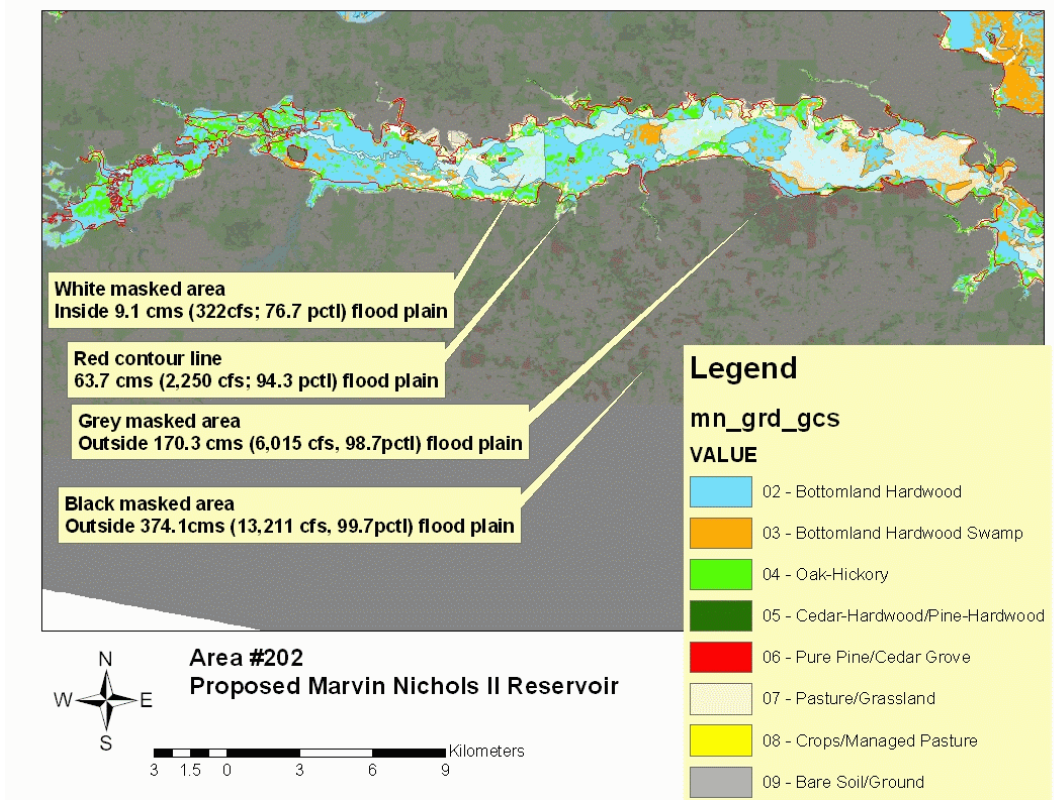 White masked area
Inside 9.1 cms (322cfs; 76.7 pctl) flood plain
Red contour line
63.7 cms (2,250 cfs; 94.3 pctl) flood plain
Grey masked area
Outside 170.3 cms (6,015 cfs, 98.7pctl) flood plain
Black masked area
Outside 374.1cms (13,211 cfs, 99.7pctl) flood plain
Legend
mn_grd_gcs
VALUE
02 - Bottomland Hardwood
03 - Bottomland Hardwood Swamp
04 - Oak-Hickory
05 - Cedar-Hardwood/Pine-Hardwood
06 - Pure Pine/Cedar Grove
07 - Pasture/Grassland
08 - Crops/Managed Pasture
09 - Bare Soil/Ground
N
W E
S
Area #202
Proposed Marvin Nichols II Reservoir
Kilometers
3 1.5 0 3 6 9